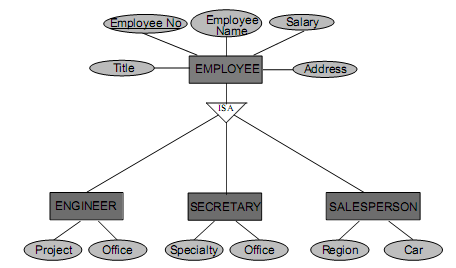 Employee No
Employee
Name
Salary
Title
EMPLOYEE
Address
ISA
ENGINEER
SECRETARY
SALESPERSON
Project
Office
Specialty
Office
Region
Car